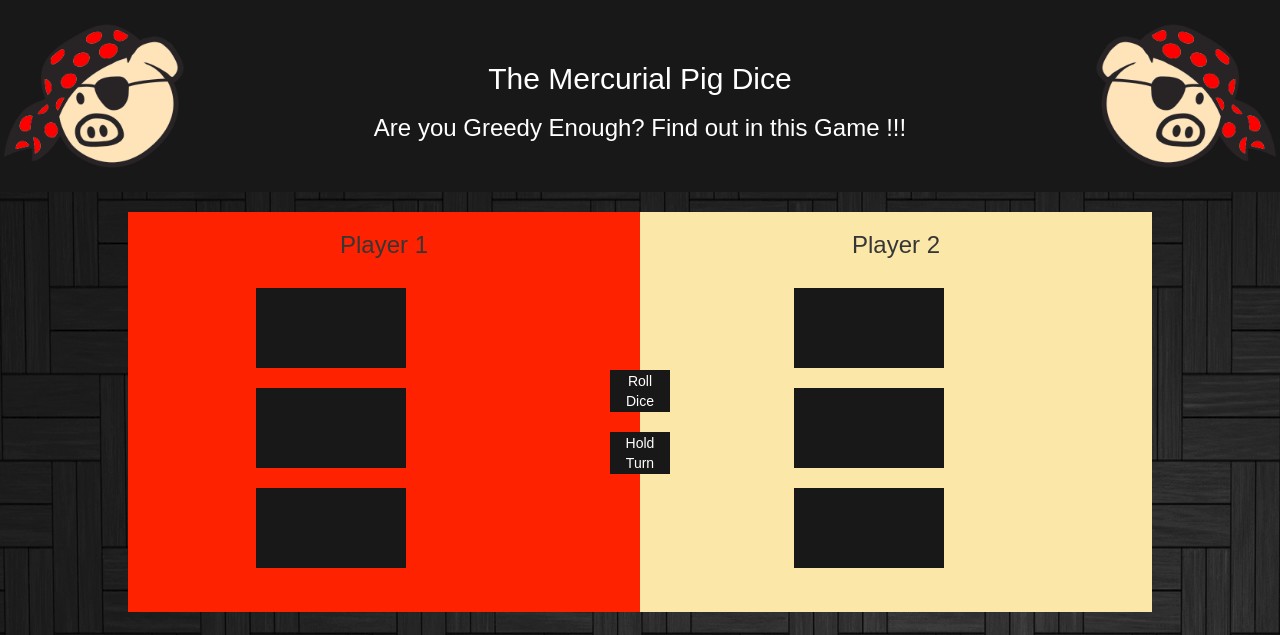 The Mercurial Pig Dice
Are you Greedy Enough? Find out in this Game !!!
Player 1
Player 2
Roll
Dice
Hold
Turn